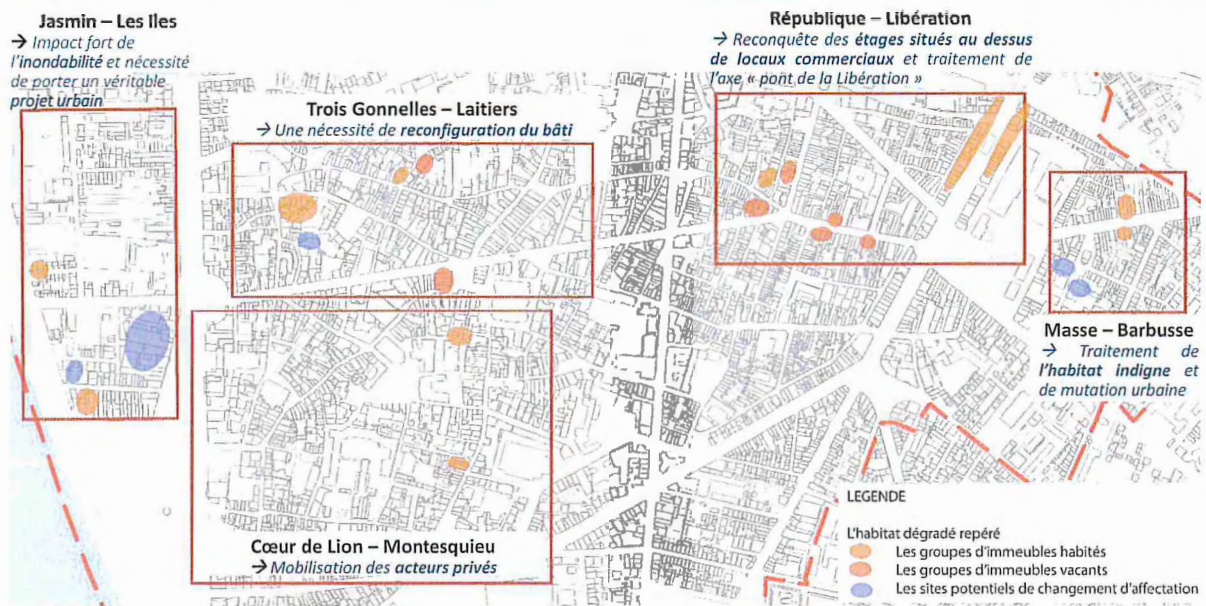 Jasmin – Les Iles
→ Impact fort de
l'inondabilité et nécessité
de porter un véritable
projet urbain
République – Libération
→ Reconquête des étages situés au dessus
de locaux commerciaux et traitement de
l'axe « pont de la Libération »
Trois Gonnelles – Laitiers
→ Une nécessité de reconfiguration du bâti
Masse – Barbusse
→ Traitement de
l'habitat indigne et
de mutation urbaine
Cœur de Lion – Montesquieu
→ Mobilisation des acteurs privés
LEGENDE
L'habitat dégradé repéré
Les groupes d'immeubles habités
Les groupes d'immeubles vacants
Les sites potentiels de changement d'affectation